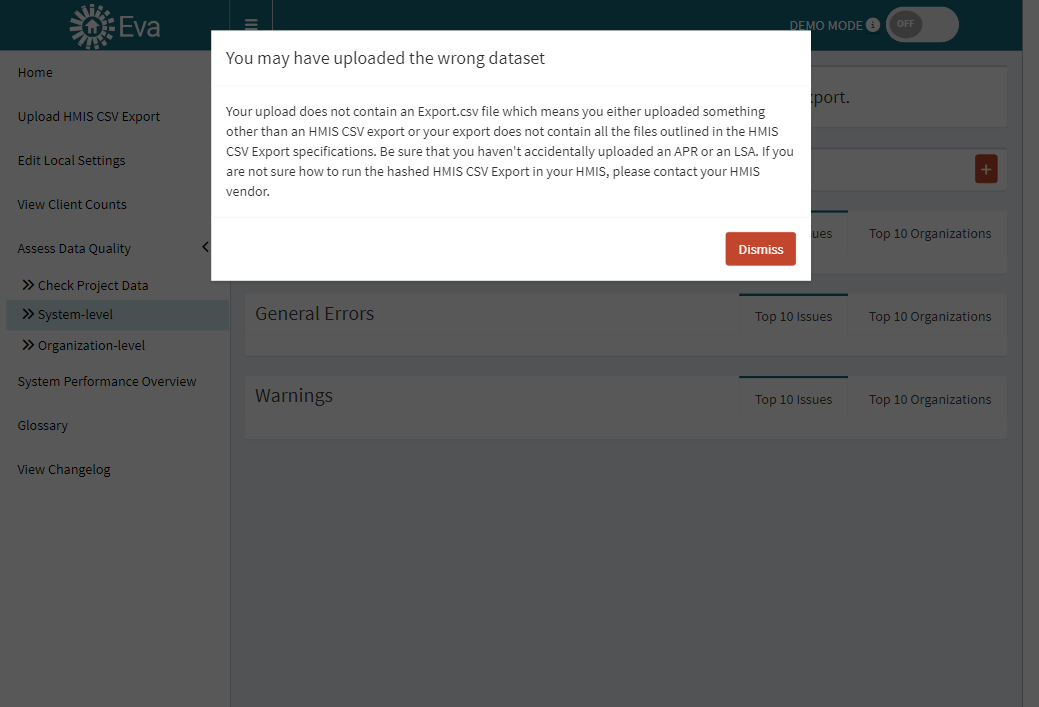 Eva
DEMO MODE
OFF
You may have uploaded the wrong dataset
Your upload does not contain an Export.csv file which means you either uploaded something
other than an HMIS CSV export or your export does not contain all the files outlined in the HMIS
CSV Export specifications. Be sure that you haven't accidentally uploaded an APR or an LSA. If you
are not sure how to run the hashed HMIS CSV Export in your HMIS, please contact your HMIS
vendor.
Dismiss
Home
Upload HMIS CSV Export
Edit Local Settings
View Client Counts
Assess Data Quality
Check Project Data
System-level
Organization-level
System Performance Overview
Glossary
View Changelog
Top 10 Organizations
General Errors
Top 10 Issues
Top 10 Organizations
Warnings
Top 10 Issues
Top 10 Organizations